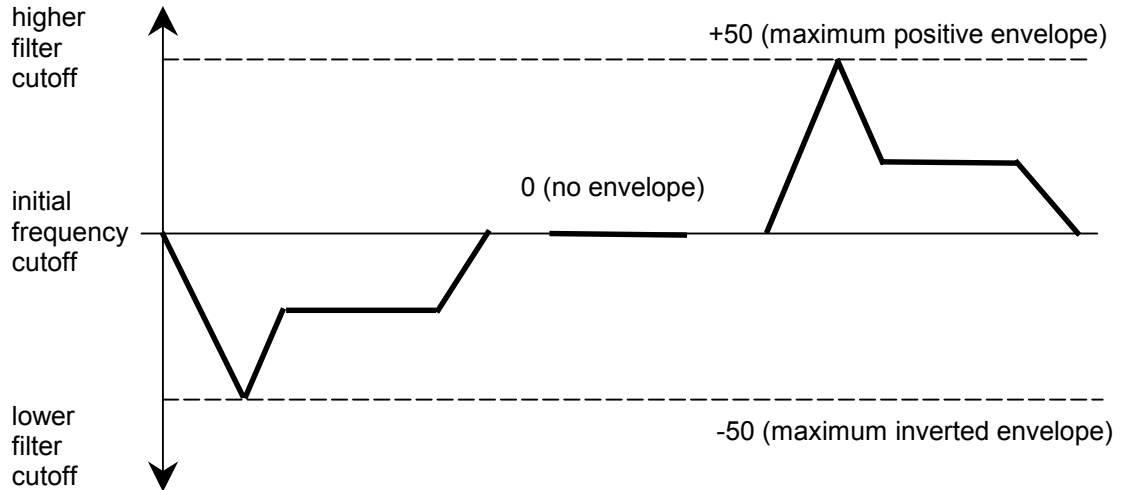 higher
filter
cutoff
+50 (maximum positive envelope)
0 (no envelope)
initial
frequency
cutoff
lower
filter
cutoff
-50 (maximum inverted envelope)